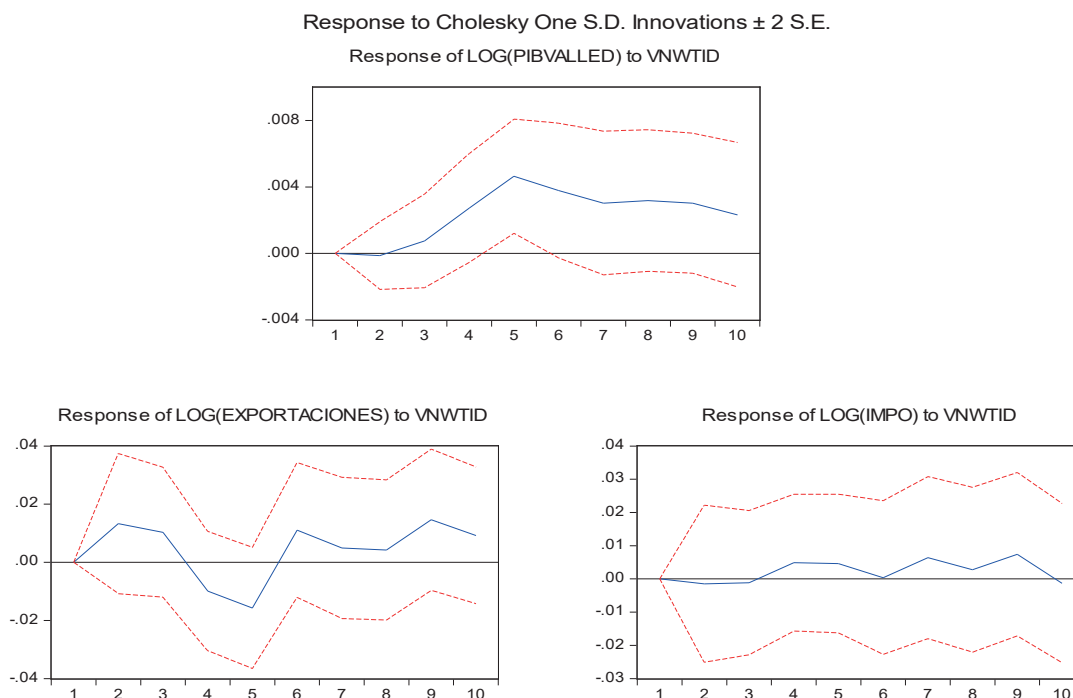 Response to Cholesky One S.D. Innovations ± 2 S.E.
Response of LOG(PIBVALLED) to VNWTID
.008
.004
.000
-.004
1 2 3 4 5 6 7 8 9 10
Response of LOG(EXPORTACIONES) to VNWTID
.04
.02
.00
-.02
-.04
1 2 3 4 5 6 7 8 9 10
Response of LOG(IMPO) to VNWTID
.04
.03
.02
.01
.00
-.01
-.02
-.03
1 2 3 4 5 6 7 8 9 10